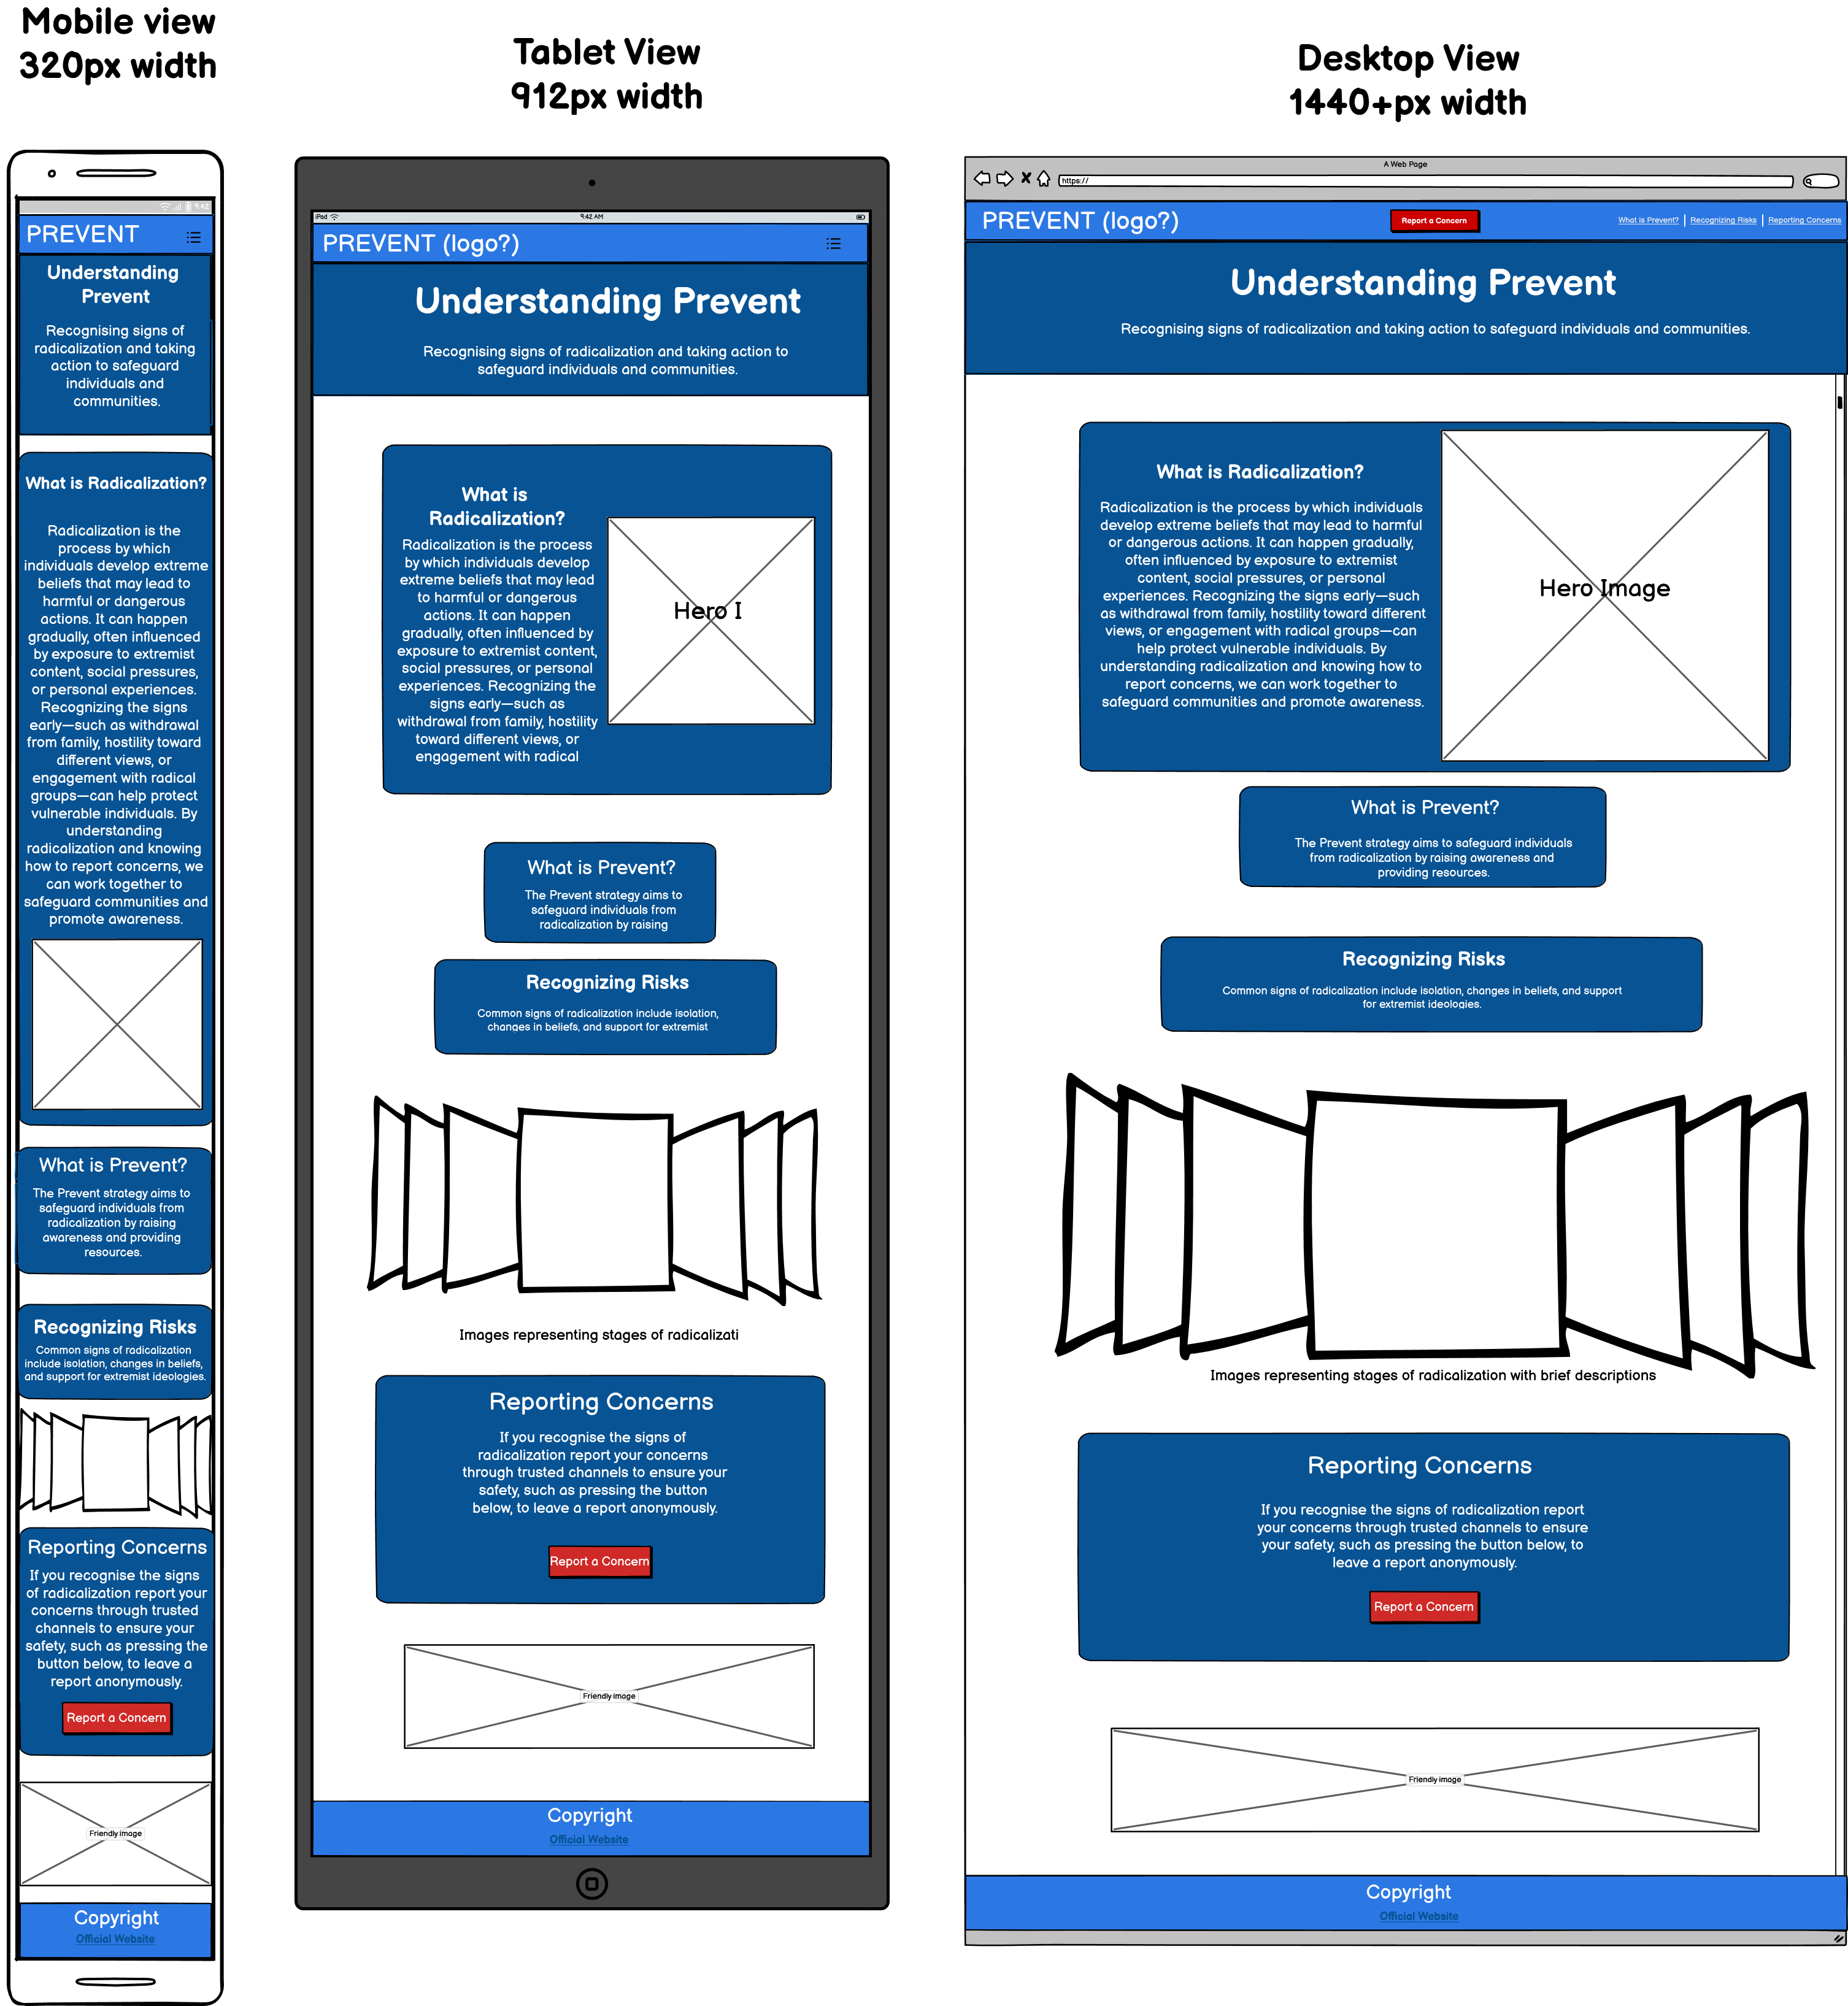 Mobile view
320px width
9:42
PREVENT
Understanding
Prevent
Recognising signs of
radicalization and taking
action to safeguard
individuals and
communities.
What is Radicalization?
Radicalization is the
process by which
individuals develop extreme
beliefs that may lead to
harmful or dangerous
actions. It can happen
gradually, often influenced
by exposure to extremist
content, social pressures,
or personal experiences.
Recognizing the signs
early—such as withdrawal
from family, hostility toward
different views, or
engagement with radical
groups—can help protect
vulnerable individuals. By
understanding
radicalization and knowing
how to report concerns, we
can work together to
safeguard communities and
promote awareness.
What is Prevent?
The Prevent strategy aims to
safeguard individuals from
radicalization by raising
awareness and providing
resources.
Recognizing Risks
Common signs of radicalization
include isolation, changes in beliefs,
and support for extremist ideologies.
Reporting Concerns
If you recognise the signs
of radicalization report your
concerns through trusted
channels to ensure your
safety, such as pressing the
button below, to leave a
report anonymously.
Report a Concern
Friendly image
Copyright
Official Website
Tablet View
912px width
iPad
9:42 AM
PREVENT (logo?)
Understanding Prevent
Recognising signs of radicalization and taking action to
safeguard individuals and communities.
What is
Radicalization?
Radicalization is the process
by which individuals develop
extreme beliefs that may lead
to harmful or dangerous
actions. It can happen
gradually, often influenced by
exposure to extremist content,
social pressures, or personal
experiences. Recognizing the
signs early—such as
withdrawal from family, hostility
toward different views, or
engagement with radical
Hero I
What is Prevent?
The Prevent strategy aims to
safeguard individuals from
radicalization by raising
Recognizing Risks
Common signs of radicalization include isolation,
changes in beliefs, and support for extremist
Images representing stages of radicalizati
Reporting Concerns
If you recognise the signs of
radicalization report your concerns
through trusted channels to ensure your
safety, such as pressing the button
below, to leave a report anonymously.
Report a Concern
Friendly image
Copyright
Official Website
Desktop View
1440+px width
A Web Page
https://
PREVENT (logo?)
Report a Concern
What is Prevent? | Recognizing Risks | Reporting Concerns
Understanding Prevent
Recognising signs of radicalization and taking action to safeguard individuals and communities.
What is Radicalization?
Radicalization is the process by which individuals
develop extreme beliefs that may lead to harmful
or dangerous actions. It can happen gradually,
often influenced by exposure to extremist
content, social pressures, or personal
experiences. Recognizing the signs early—such
as withdrawal from family, hostility toward different
views, or engagement with radical groups—can
help protect vulnerable individuals. By
understanding radicalization and knowing how to
report concerns, we can work together to
safeguard communities and promote awareness.
Hero Image
What is Prevent?
The Prevent strategy aims to safeguard individuals
from radicalization by raising awareness and
providing resources.
Recognizing Risks
Common signs of radicalization include isolation, changes in beliefs, and support
for extremist ideologies.
Images representing stages of radicalization with brief descriptions
Reporting Concerns
If you recognise the signs of radicalization report
your concerns through trusted channels to ensure
your safety, such as pressing the button below, to
leave a report anonymously.
Report a Concern
Friendly image
Copyright
Official Website